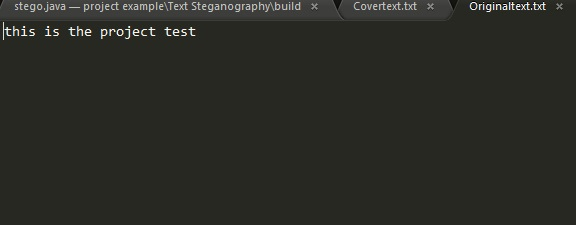 stego.java — project example\Text Steganography\build × Covertext.txt × Originaltext.txt ×
this is the project test